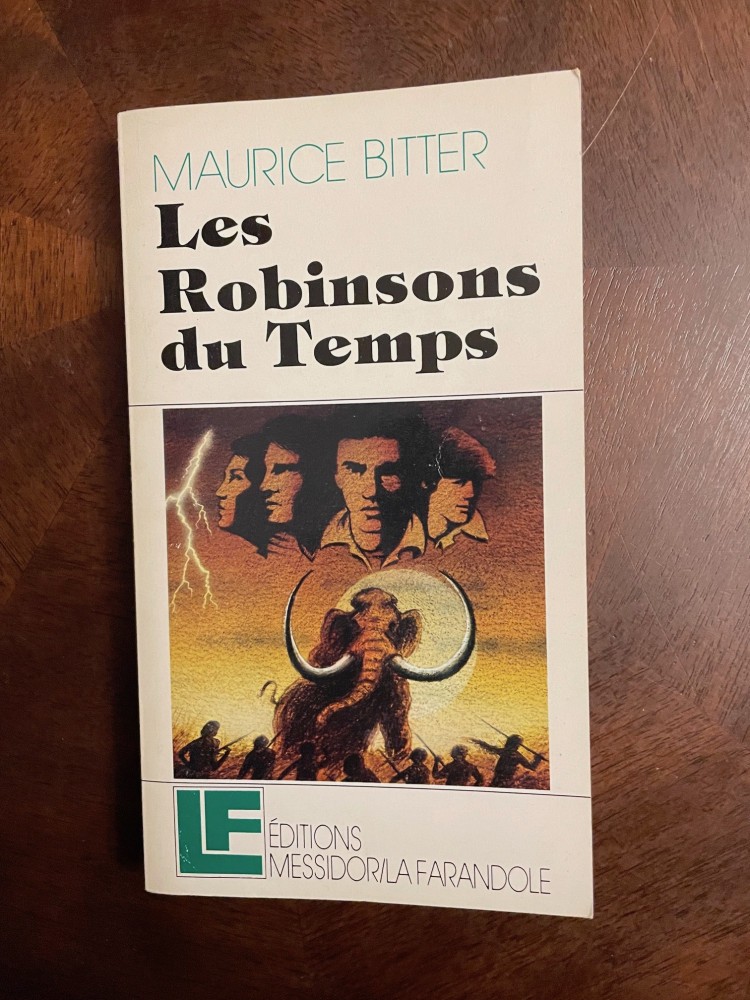 MAURICE BITTER
Les
Robinsons
du Temps
LF
ÉDITIONS
MESSIDOR/LA FARANDOLE